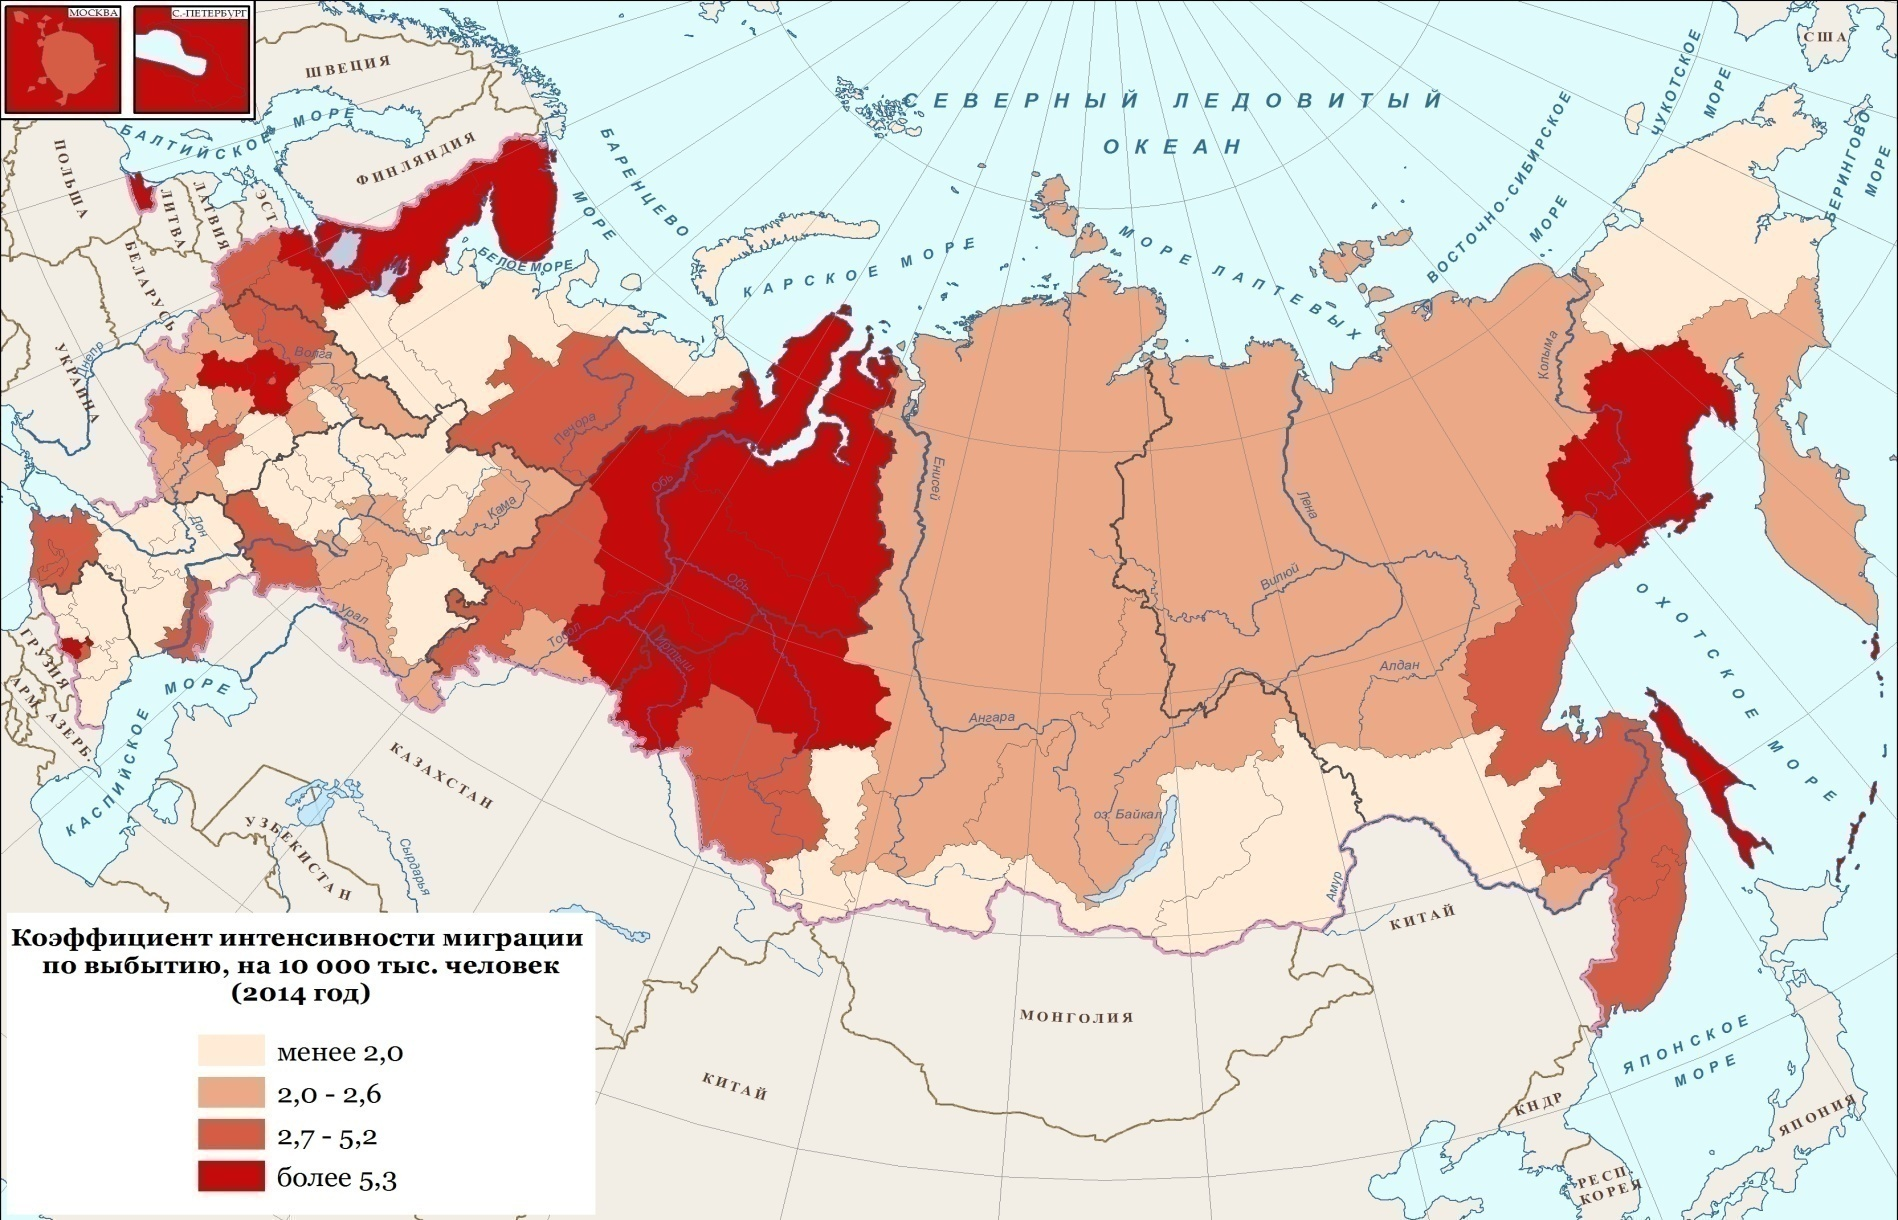 МОСКВА
С.-ПЕТЕРБУРГ
ШВЕЦИЯ
БАЛТИЙСКОЕ МОРЕ
ФИНЛЯНДИЯ
ПОЛЬША
ЛИТВА
ЛАТВИЯ
ЭСТ.
БЕЛАРУСЬ
УКРАИНА
Днепр
БАРЕНЦЕВО
МОРЕ
БЕЛОЕ МОРЕ
СЕВЕРНЫЙ ЛЕДОВИТЫЙ
ОКЕАН
КАРСКОЕ МОРЕ
МОРЕ ЛАПТЕВЫХ
ВОСТОЧНО-СИБИРСКОЕ
МОРЕ
ЧУКОТСКОЕ
МОРЕ
США
БЕРИНГОВО
МОРЕ
Волга
Печора
Кама
Дон
Урал
Обь
Обь
Тобол
Иртыш
Енисей
Ангара
оз. Байкал
Лена
Вилюй
Алдан
Колыма
Амур
ОХОТСКОЕ МОРЕ
ГРУЗИЯ
АРМ.
АЗЕРБ.
КАСПИЙСКОЕ МОРЕ
КАЗАХСТАН
УЗБЕКИСТАН
Сырдарья
МОНГОЛИЯ
КИТАЙ
КИТАЙ
КНДР
РЕСП.
КОРЕЯ
ЯПОНСКОЕ
МОРЕ
ЯПОНИЯ
Коэффициент интенсивности миграции
по выбытию, на 10 000 тыс. человек
(2014 год)
менее 2,0
2,0 - 2,6
2,7 - 5,2
более 5,3